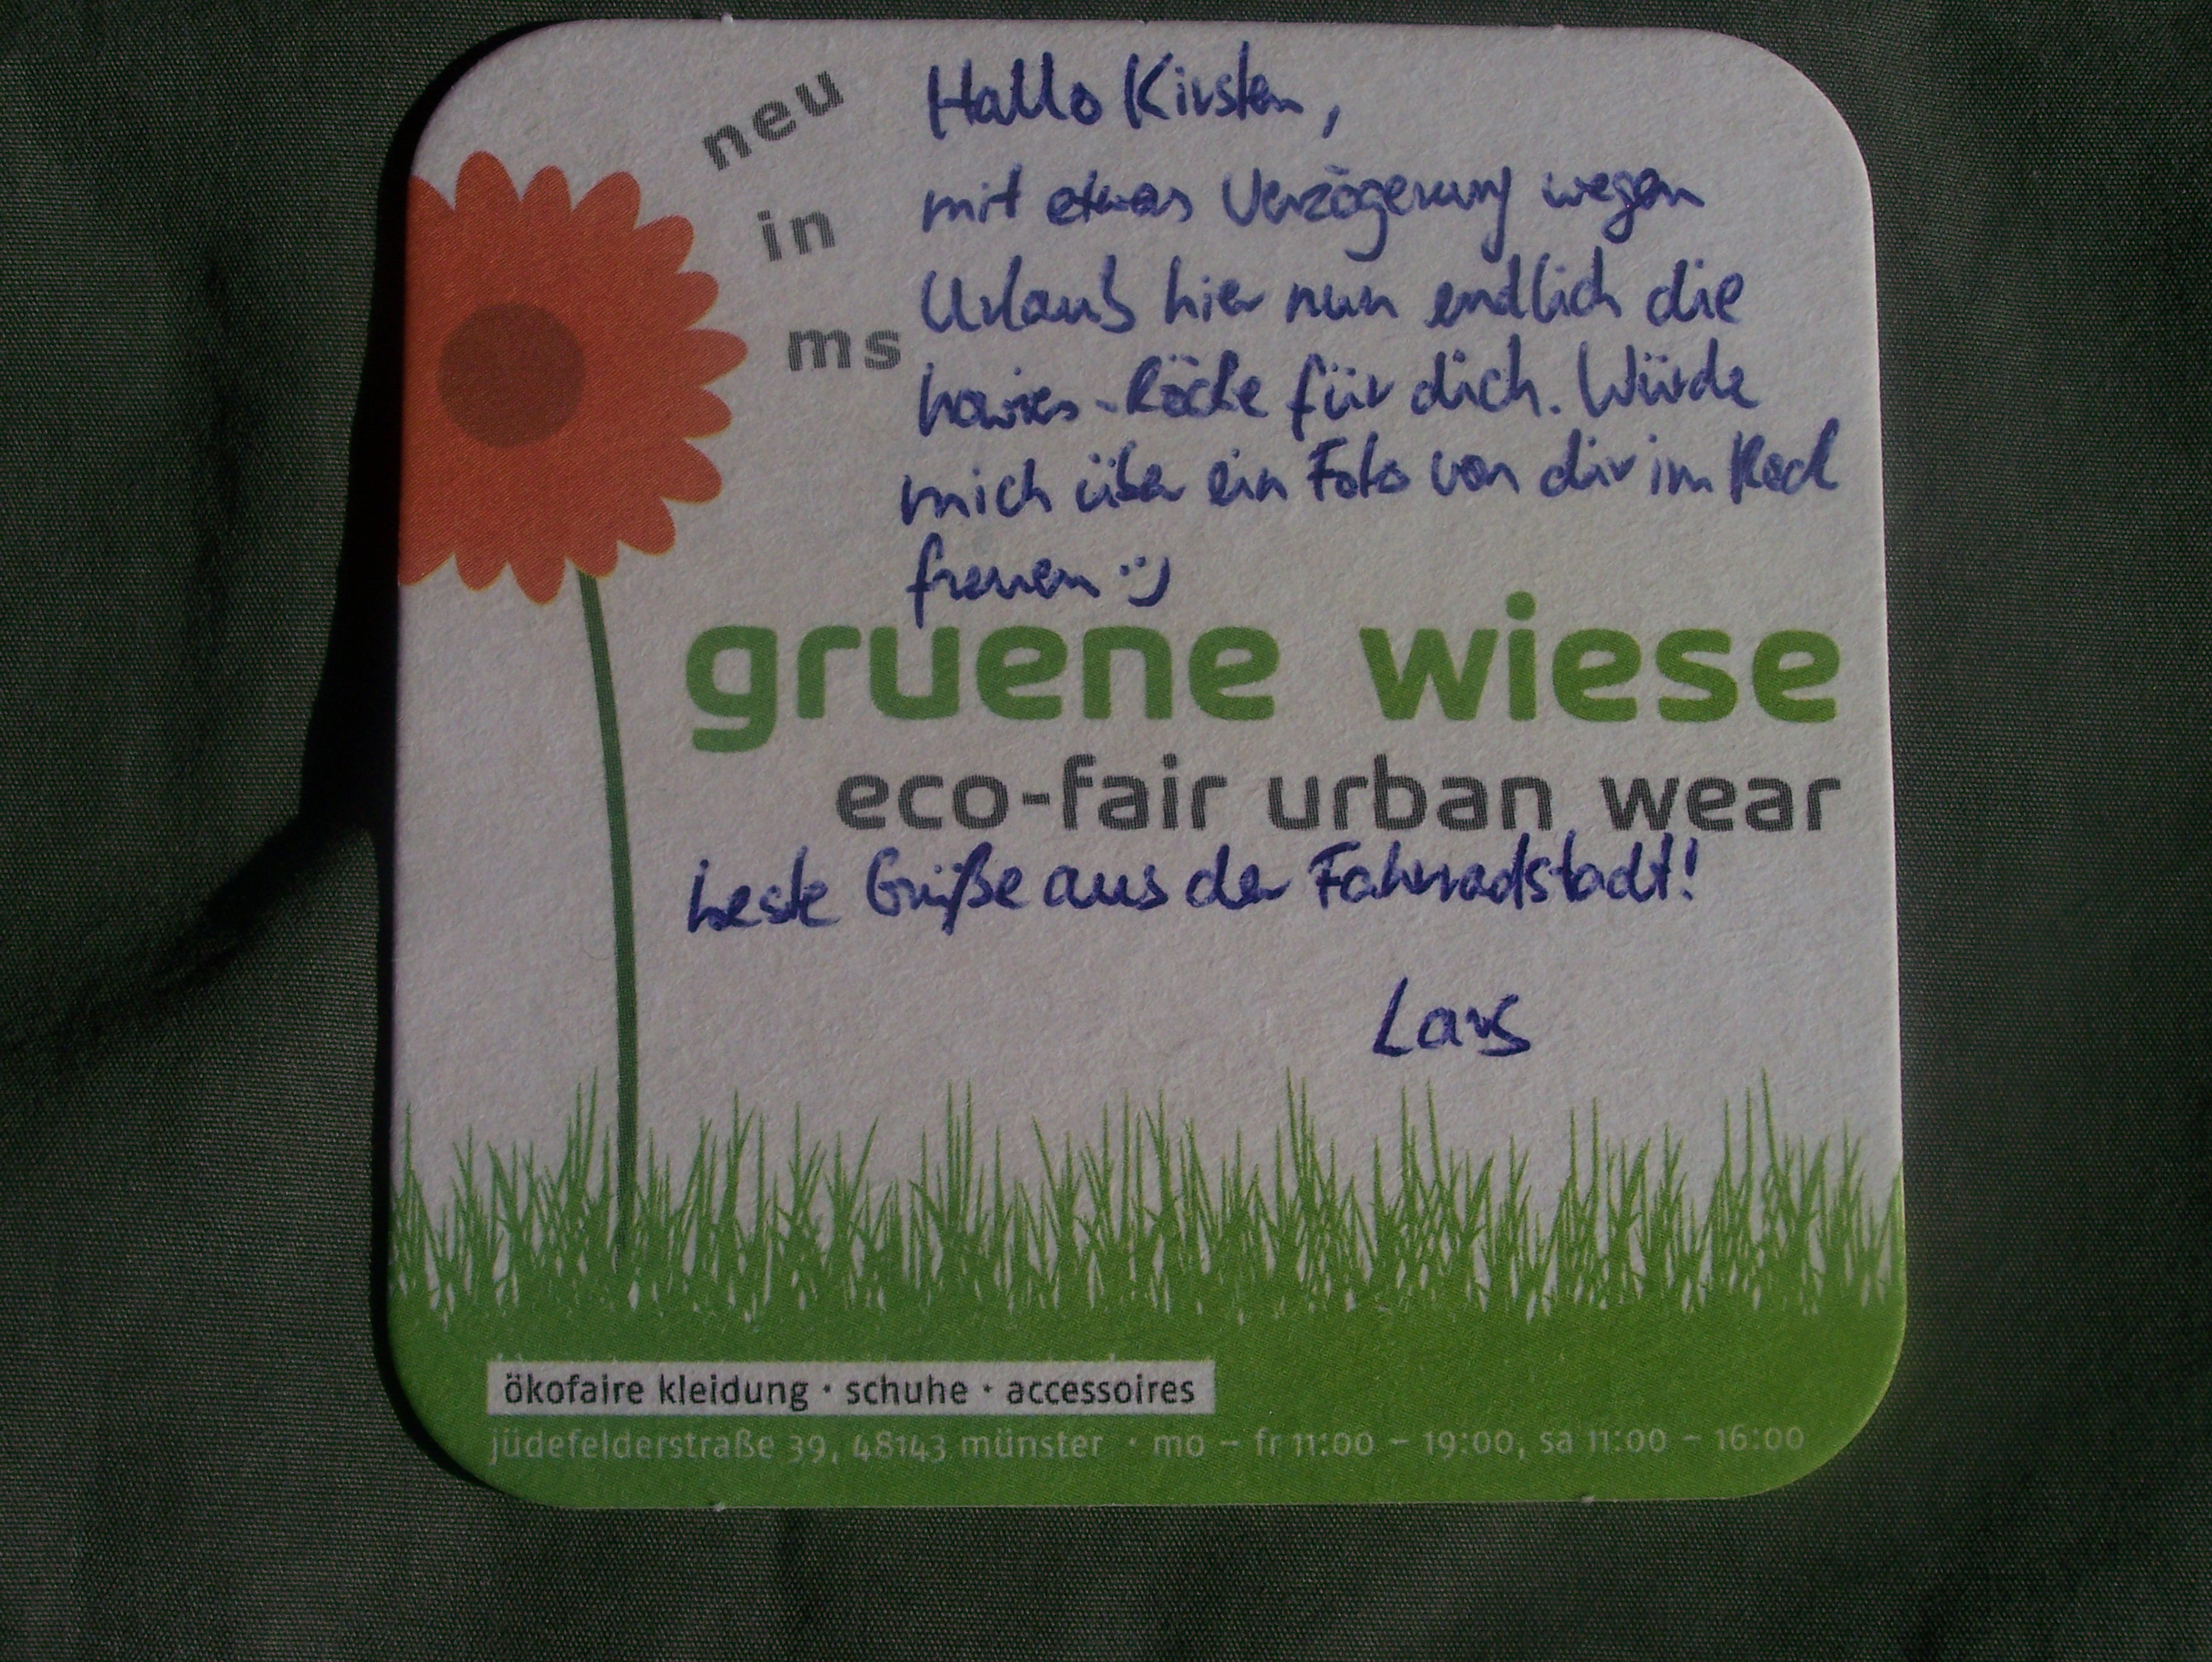 neu
in
ms
Hallo Kirsten,
mit etwas Verzögerung wegen
Urlaub hier nun endlich die
howies-Röcke für dich. Würde
mich über ein Foto von dir im Rock
freuen :)
gruene wiese
eco-fair urban wear
beste Grüße aus der Fahrradstadt!
Lars
ökofaire kleidung · schuhe · accessoires
jüdefelderstraße 39, 48143 münster · mo – fr 11:00 – 19:00, sa 11:00 – 16:00